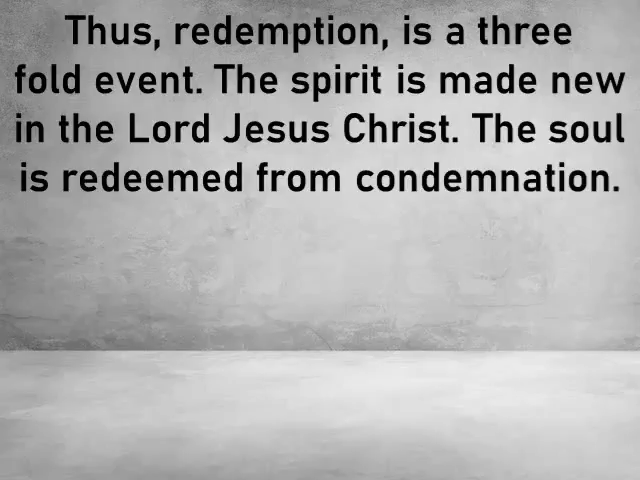 Thus, redemption, is a three
fold event. The spirit is made new
in the Lord Jesus Christ. The soul
is redeemed from condemnation.